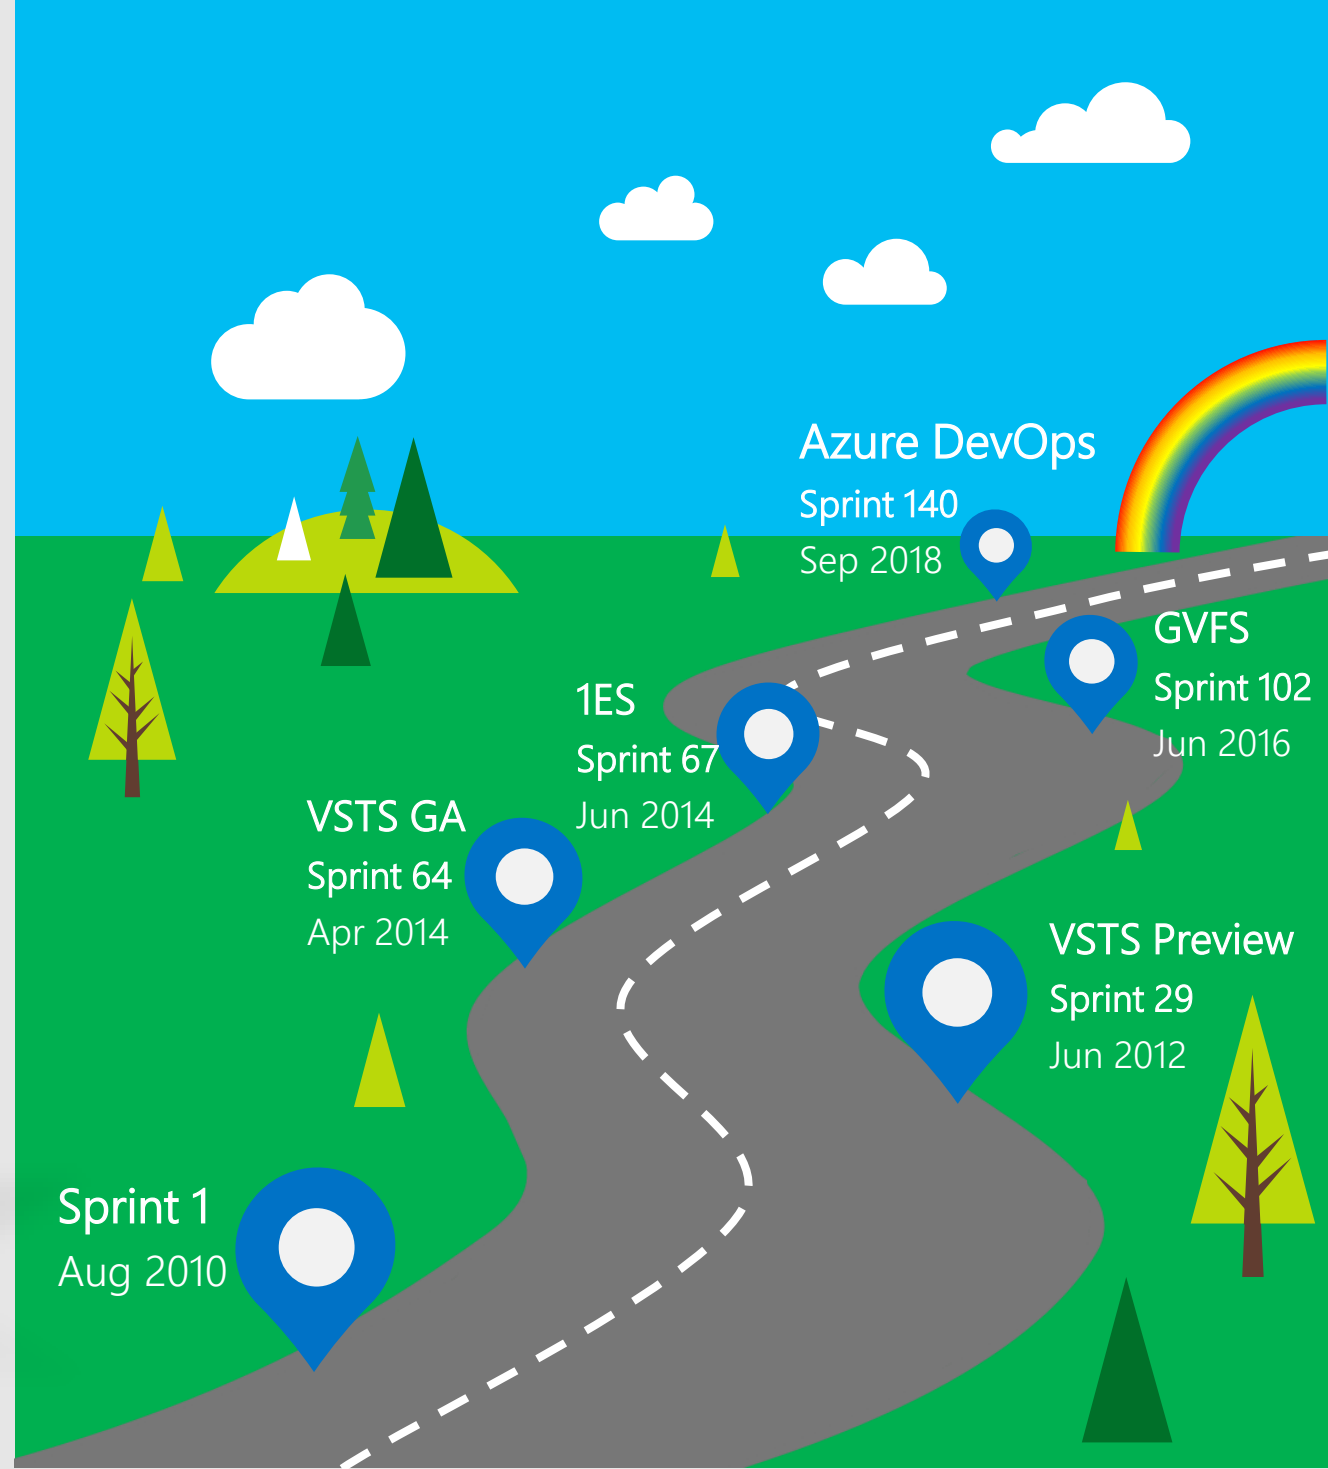 Azure DevOps
Sprint 140
Sep 2018
GVFS
Sprint 102
Jun 2016
1ES
Sprint 67
Jun 2014
VSTS GA
Sprint 64
Apr 2014
VSTS Preview
Sprint 29
Jun 2012
Sprint 1
Aug 2010